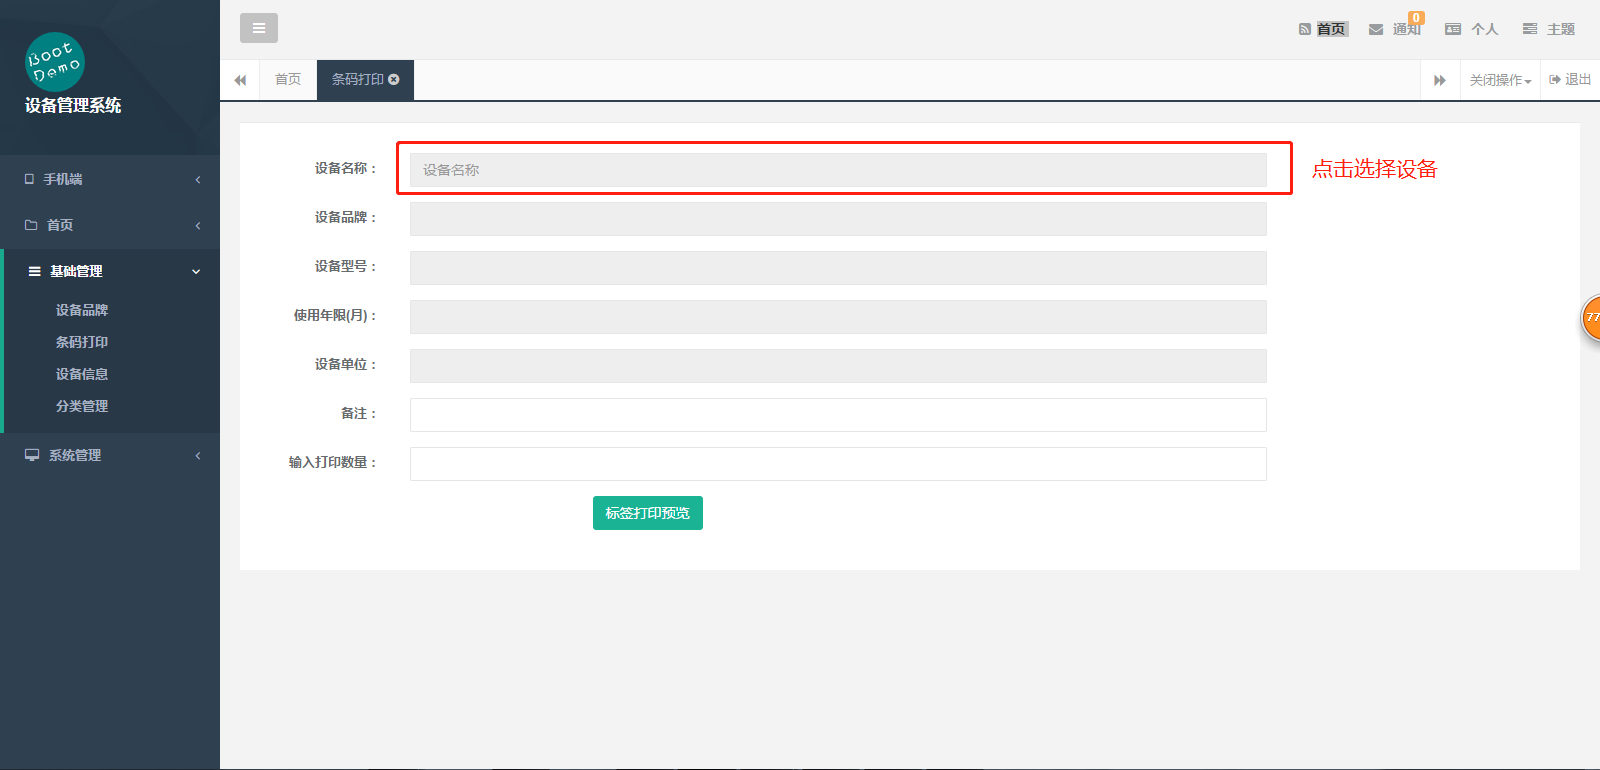 Boot
Demo
设备管理系统
手机端
首页
基础管理
设备品牌
条码打印
设备信息
分类管理
系统管理
首页
通知
0
个人
主题
首页
条码打印
关闭操作
退出
设备名称：
设备名称
点击选择设备
设备品牌：
设备型号：
使用年限(月)：
设备单位：
备注：
输入打印数量：
标签打印预览
77